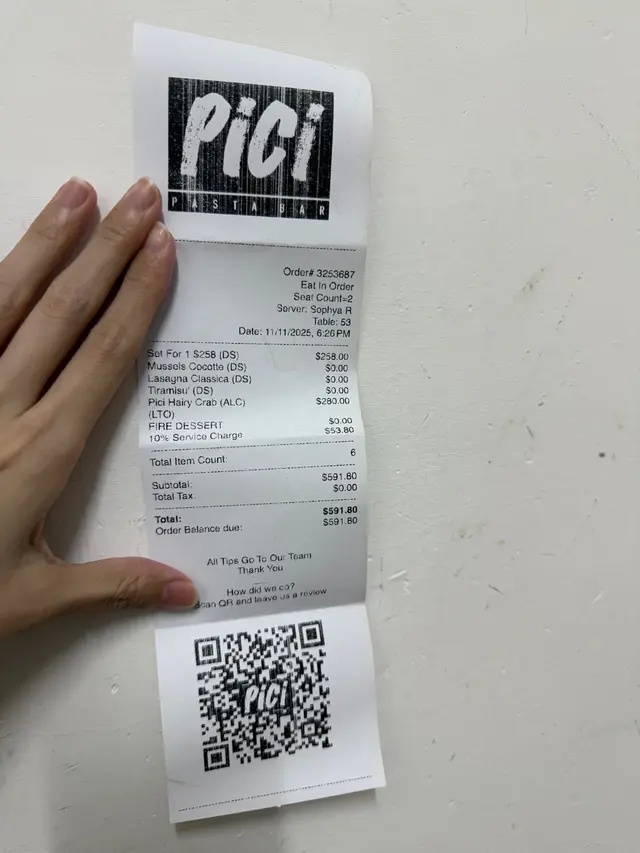 PiCi
PASTA BAR
Order# 3253687
Eat In Order
Seat Count=2
Server: Sophya R
Table: 53
Date: 11/11/2025, 6:26 PM
Set For 1 $258 (DS) $258.00
Mussels Cocotte (DS) $0.00
Lasagna Classica (DS) $0.00
Tiramisu' (DS) $0.00
Pici Hairy Crab (ALC) $280.00
(LTO)
FIRE DESSERT $0.00
10% Service Charge $53.80
Total Item Count: 6
Subtotal: $591.80
Total Tax: $0.00
Total: $591.80
Order Balance due: $591.80
All Tips Go To Our Team
Thank You
How did we do?
Scan QR and leave us a review
PiCi